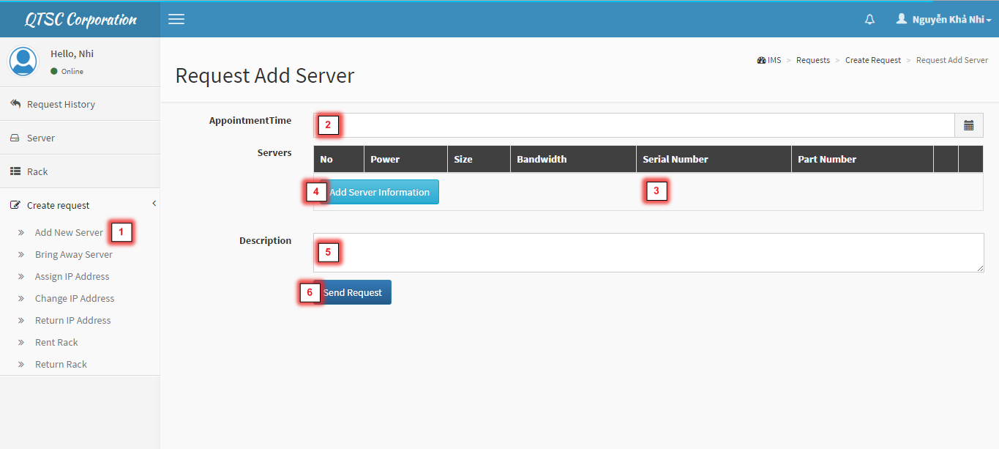 QTSC Corporation
Nguyễn Khả Nhi
Hello, Nhi
Online
IMS > Requests > Create Request > Request Add Server
Request Add Server
Request History
Server
Rack
Create request
Add New Server 1
Bring Away Server
Assign IP Address
Change IP Address
Return IP Address
Rent Rack
Return Rack
AppointmentTime 2
Servers
No Power Size Bandwidth Serial Number Part Number
4 Add Server Information 3
Description 5
6 Send Request